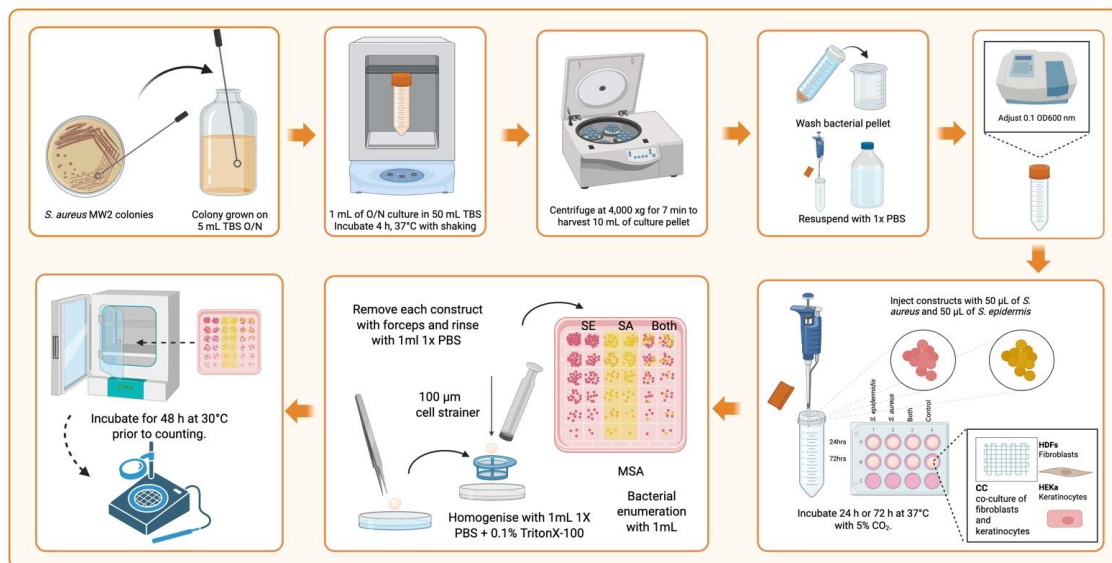 S. aureus MW2 colonies
Colony grown on
5 mL TBS O/N
1 mL of O/N culture in 50 mL TBS
Incubate 4 h, 37°C with shaking
Centrifuge at 4,000 xg for 7 min to
harvest 10 mL of culture pellet
Wash bacterial pellet
Resuspend with 1x PBS
Adjust 0.1 OD600 nm
Inject constructs with 50 µL of S.
aureus and 50 µL of S. epidermis
S. epidermidis
S. aureus
Both
Control
1 2 3 4
24hrs
72hrs
A
B
C
HDFs
Fibroblasts
HEKa
Keratinocytes
CC
co-culture of
fibroblasts
and
keratinocytes
Incubate 24 h or 72 h at 37°C
with 5% CO₂.
Remove each construct
with forceps and rinse
with 1ml 1x PBS
SE SA Both
100 µm
cell strainer
MSA
Homogenise with 1mL 1X
PBS + 0.1% TritonX-100
Bacterial
enumeration
with 1mL
Incubate for 48 h at 30°C
prior to counting.